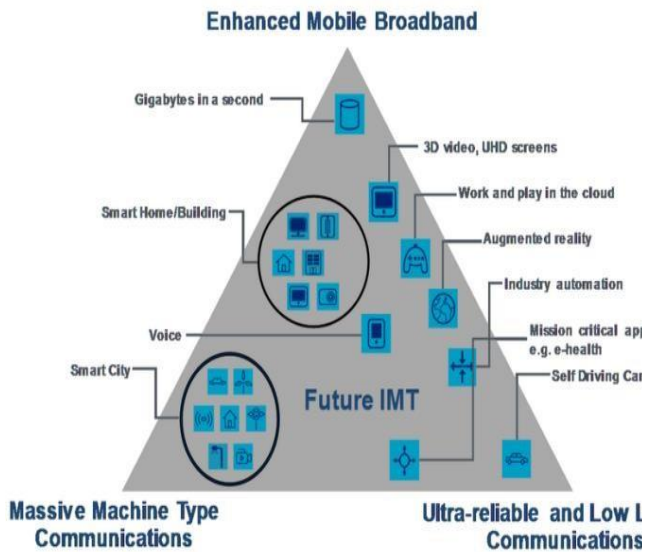 Enhanced Mobile Broadband
Gigabytes in a second
3D video, UHD screens
Smart Home/Building
Work and play in the cloud
Augmented reality
Industry automation
Voice
Mission critical app
e.g. e-health
Smart City
Self Driving Car
Future IMT
Massive Machine Type
Communications
Ultra-reliable and Low L
Communications